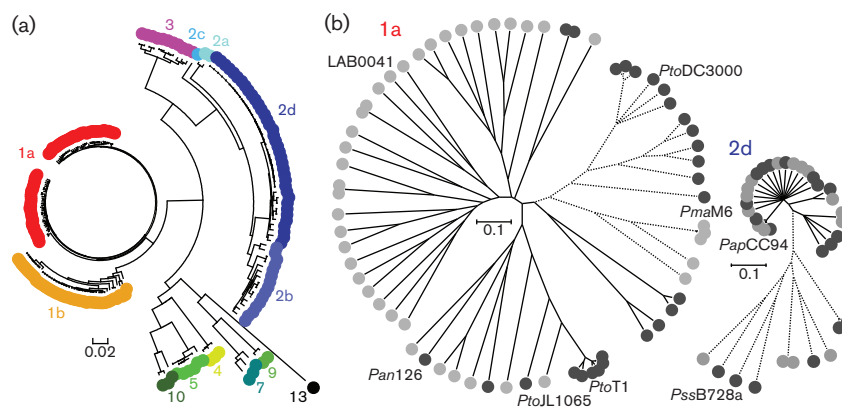 (a)
3
2c
2a
2d
1a
1b
2b
0.02
10
5
4
7
9
13
(b)
1a
LAB0041
PtoDC3000
2d
0.1
PmaM6
PapCC94
0.1
Pan126
PtoJL1065
PtoT1
PssB728a